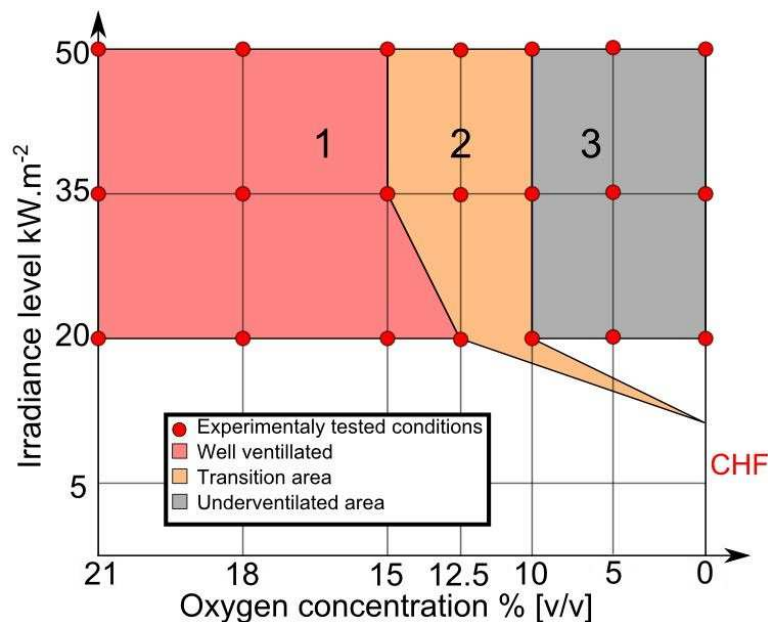 Irradiance level kW.m-2
50
35
20
5
1
2
3
Experimentaly tested conditions
Well ventillated
Transition area
Underventilated area
CHF
21 18 15 12.5 10 5 0
Oxygen concentration % [v/v]